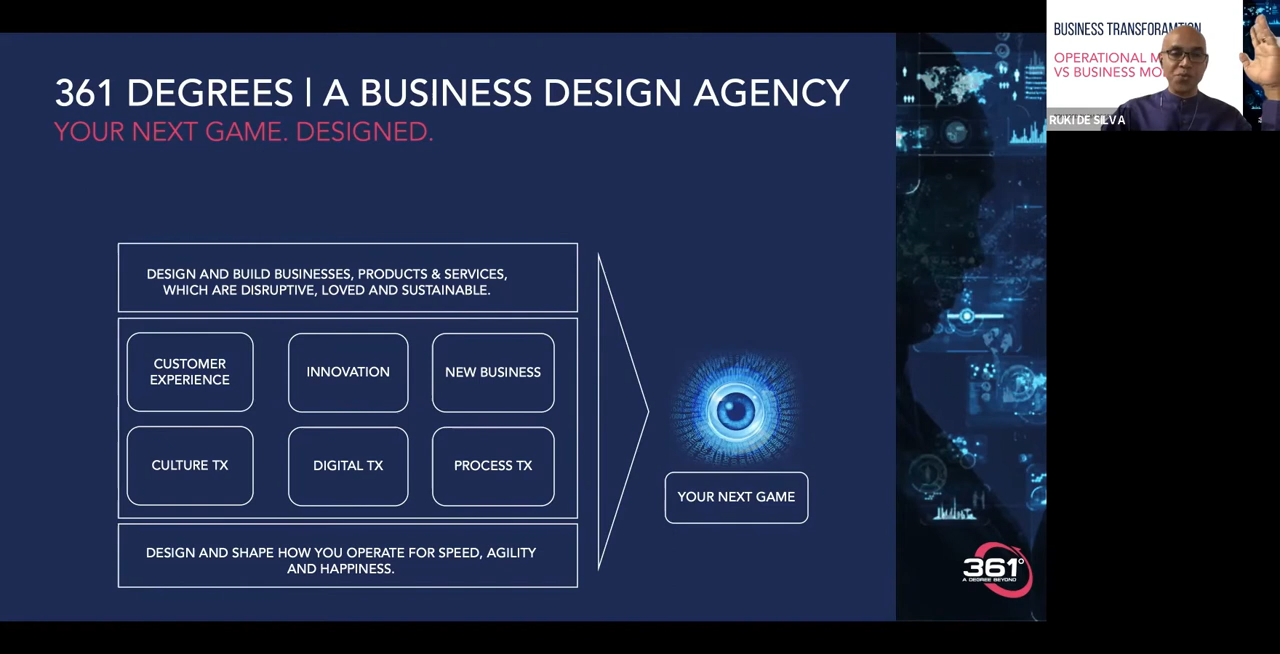 361 DEGREES | A BUSINESS DESIGN AGENCY
YOUR NEXT GAME. DESIGNED.
DESIGN AND BUILD BUSINESSES, PRODUCTS & SERVICES,
WHICH ARE DISRUPTIVE, LOVED AND SUSTAINABLE.
CUSTOMER
EXPERIENCE
INNOVATION
NEW BUSINESS
CULTURE TX
DIGITAL TX
PROCESS TX
DESIGN AND SHAPE HOW YOU OPERATE FOR SPEED, AGILITY
AND HAPPINESS.
YOUR NEXT GAME
361°
A DEGREE BEYOND
BUSINESS TRANSFORAMTION
OPERATIONAL
VS BUSINESS
RUKI DE SILVA